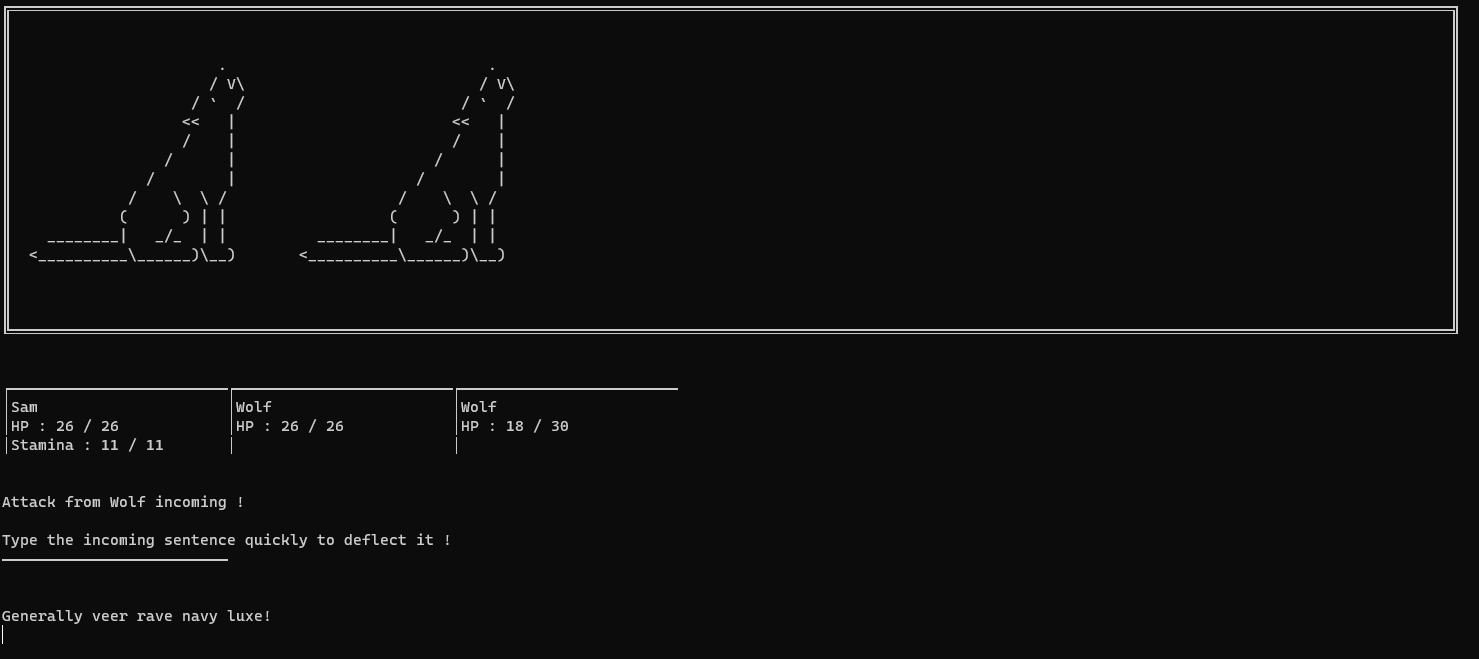 Sam
HP : 26 / 26
Stamina : 11 / 11
Wolf
HP : 26 / 26
Wolf
HP : 18 / 30
Attack from Wolf incoming !
Type the incoming sentence quickly to deflect it !
Generally veer rave navy luxe!